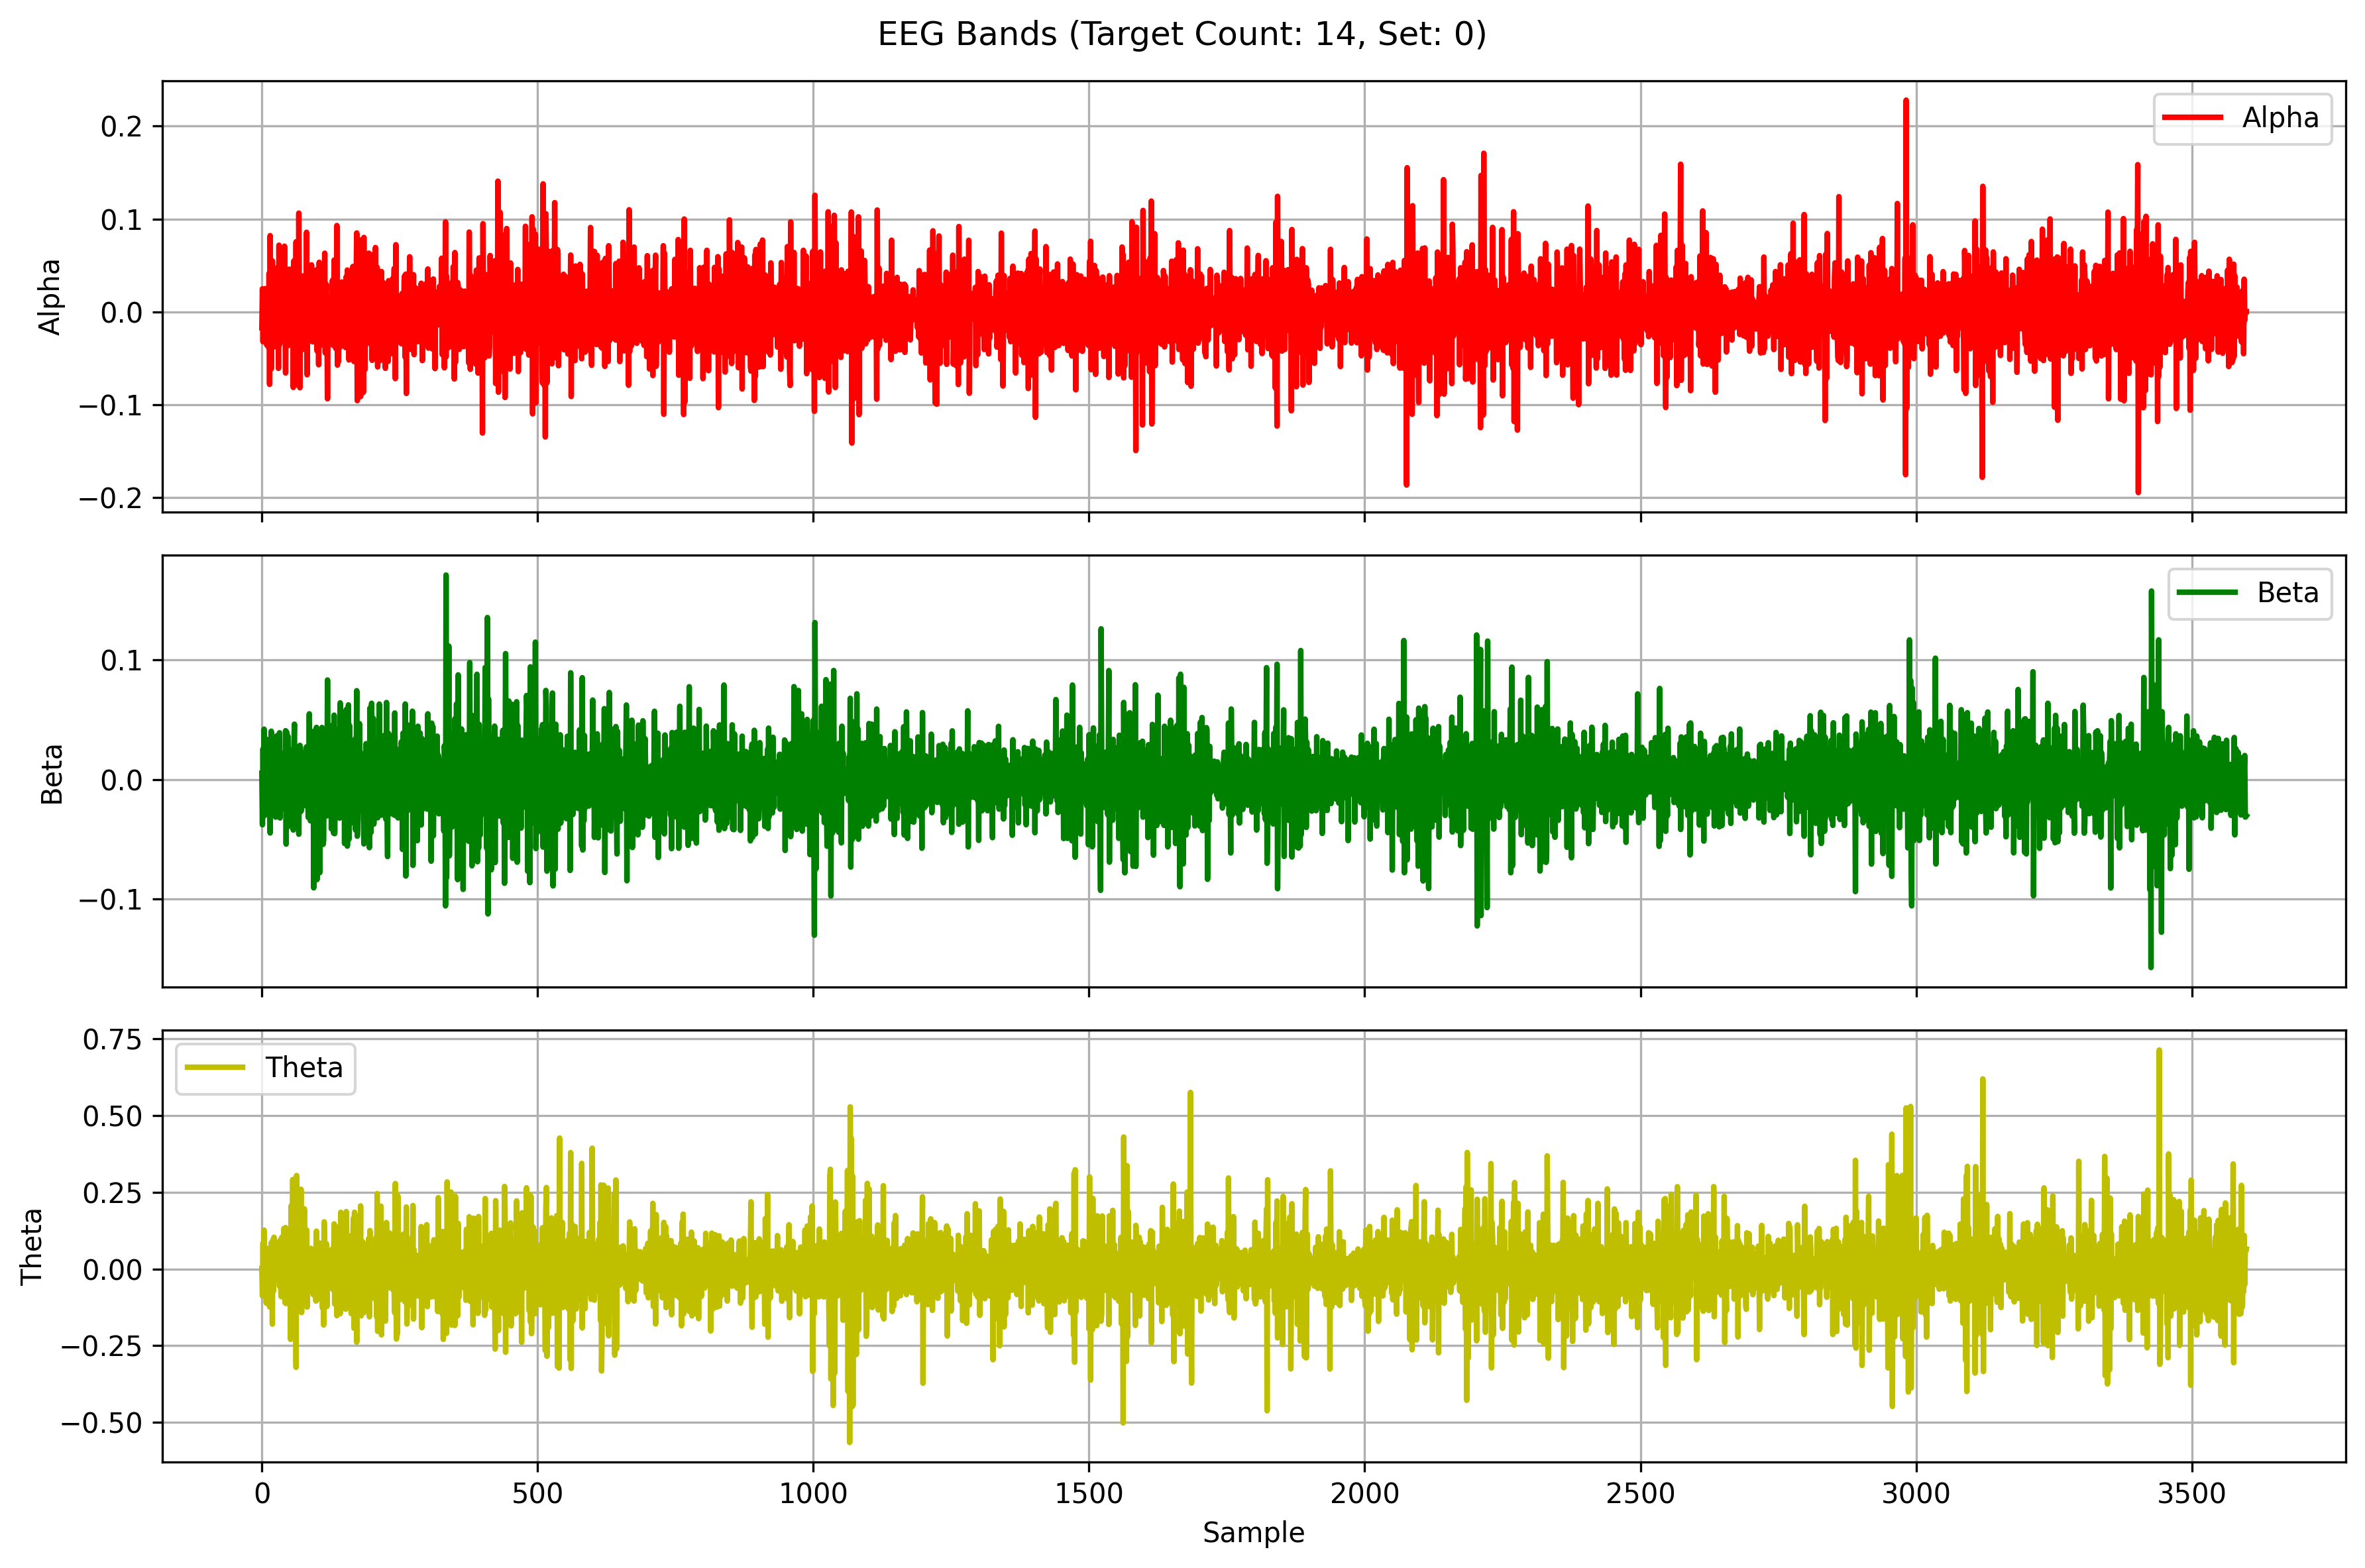 EEG Bands (Target Count: 14, Set: 0)
Alpha
0.2
0.1
0.0
−0.1
−0.2
Alpha
Beta
0.1
0.0
−0.1
Beta
Theta
0.75
0.50
0.25
0.00
−0.25
−0.50
Theta
0 500 1000 1500 2000 2500 3000 3500
Sample